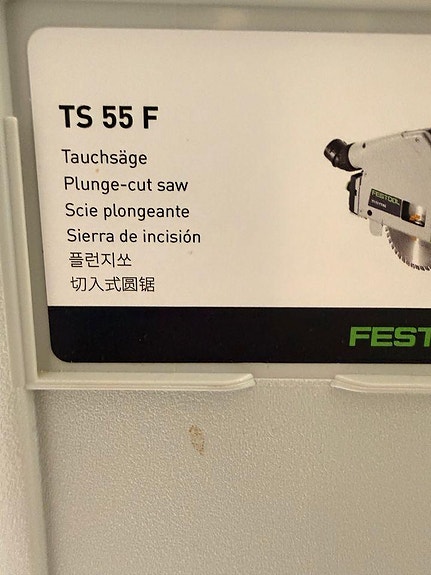 TS 55 F
Tauchsäge
Plunge-cut saw
Scie plongeante
Sierra de incisión
플런지쏘
切入式圆锯
FESTOOL
FEST